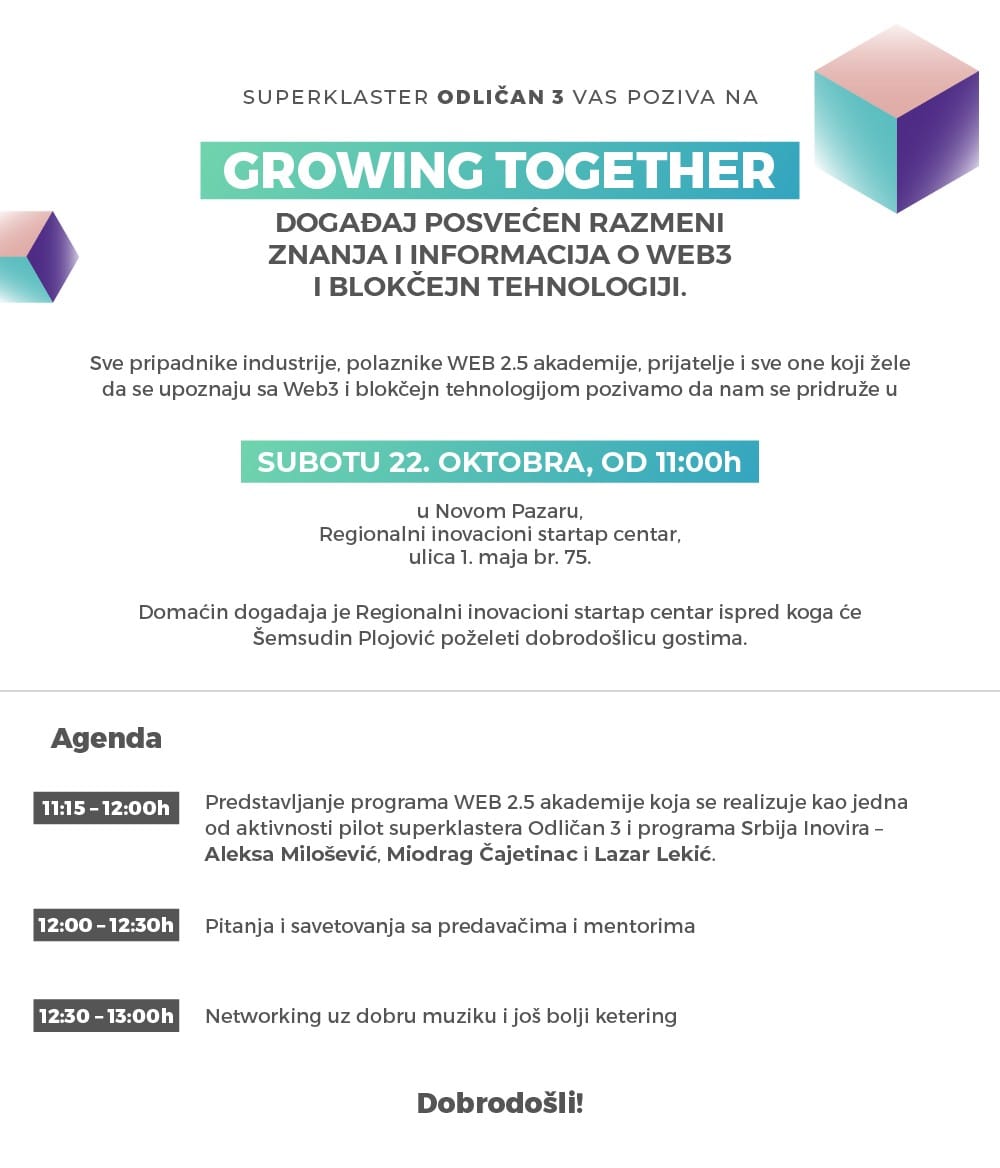 SUPERKLASTER ODLIČAN 3 VAS POZIVA NA
GROWING TOGETHER
DOGAĐAJ POSVEĆEN RAZMENI
ZNANJA I INFORMACIJA O WEB3
I BLOKČEJN TEHNOLOGIJI.
Sve pripadnike industrije, polaznike WEB 2.5 akademije, prijatelje i sve one koji žele
da se upoznaju sa Web3 i blokčejn tehnologijom pozivamo da nam se pridruže u
SUBOTU 22. OKTOBRA, OD 11:00h
u Novom Pazaru,
Regionalni inovacioni startap centar,
ulica 1. maja br. 75.
Domaćin događaja je Regionalni inovacioni startap centar ispred koga će
Šemsudin Plojović poželeti dobrodošlicu gostima.
Agenda
11:15 – 12:00h
Predstavljanje programa WEB 2.5 akademije koja se realizuje kao jedna
od aktivnosti pilot superklastera Odličan 3 i programa Srbija Inovira –
Aleksa Milošević, Miodrag Čajetinac i Lazar Lekić.
12:00 – 12:30h
Pitanja i savetovanja sa predavačima i mentorima
12:30 – 13:00h
Networking uz dobru muziku i još bolji ketering
Dobrodošli!